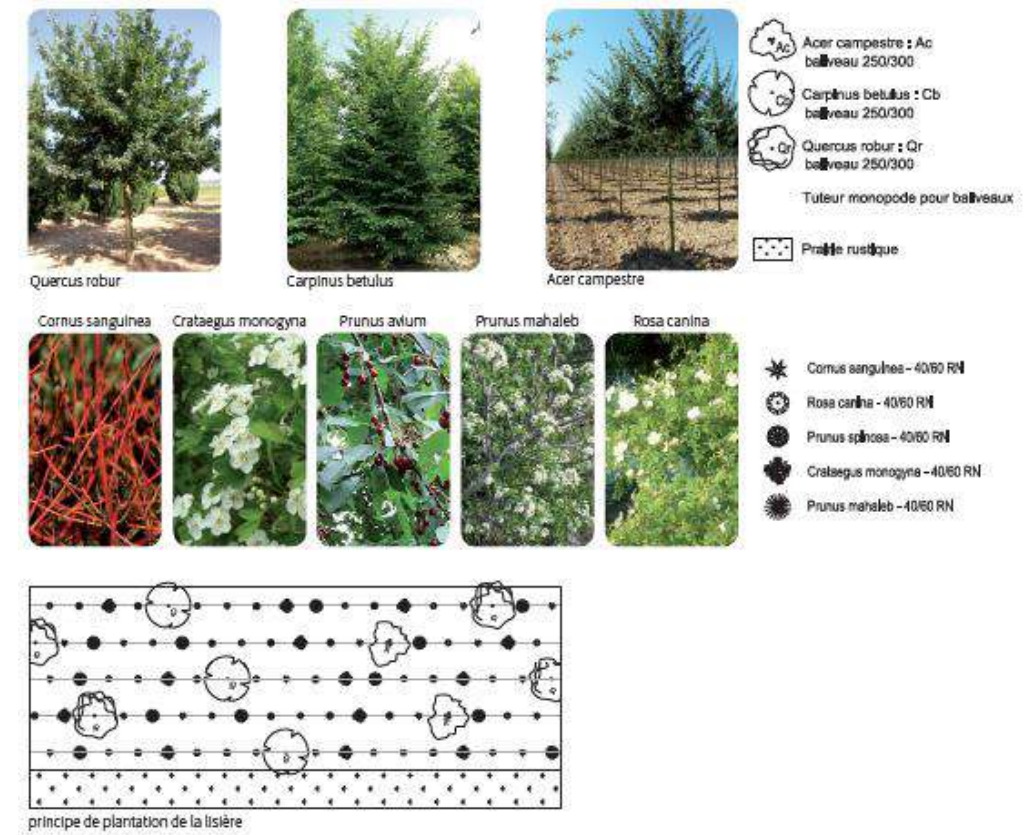 Ac
Acer campestre : Ac
baliveau 250/300
Cb
Carpinus betulus : Cb
baliveau 250/300
Qr
Quercus robur : Qr
baliveau 250/300
Tuteur monopode pour baliveaux
Prairie rustique
Quercus robur
Carpinus betulus
Acer campestre
Cornus sanguinea
Crataegus monogyna
Prunus avium
Prunus mahaleb
Rosa canina
Cornus sanguinea - 40/60 RN
Rosa canina - 40/60 RN
Prunus spinosa - 40/60 RN
Crataegus monogyna - 40/60 RN
Prunus mahaleb - 40/60 RN
principe de plantation de la lisière